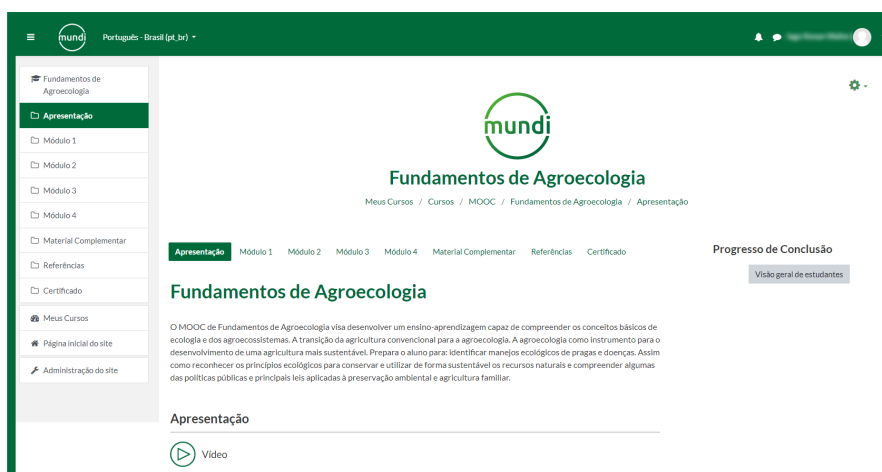 mundi
Português - Brasil (pt_br)
Fundamentos de
Agroecologia
Apresentação
Módulo 1
Módulo 2
Módulo 3
Módulo 4
Material Complementar
Referências
Certificado
Meus Cursos
Página inicial do site
Administração do site
mundi
Fundamentos de Agroecologia
Meus Cursos / Cursos / MOOC / Fundamentos de Agroecologia / Apresentação
Apresentação Módulo 1 Módulo 2 Módulo 3 Módulo 4 Material Complementar Referências Certificado
Fundamentos de Agroecologia
O MOOC de Fundamentos de Agroecologia visa desenvolver um ensino-aprendizagem capaz de compreender os conceitos básicos de
ecologia e dos agroecossistemas. A transição da agricultura convencional para a agroecologia. A agroecologia como instrumento para o
desenvolvimento de uma agricultura mais sustentável. Prepara o aluno para: identificar manejos ecológicos de pragas e doenças. Assim
como reconhecer os princípios ecológicos para conservar e utilizar de forma sustentável os recursos naturais e compreender algumas
das políticas públicas e principais leis aplicadas à preservação ambiental e agricultura familiar.
Apresentação
Vídeo
Progresso de Conclusão
Visão geral de estudantes